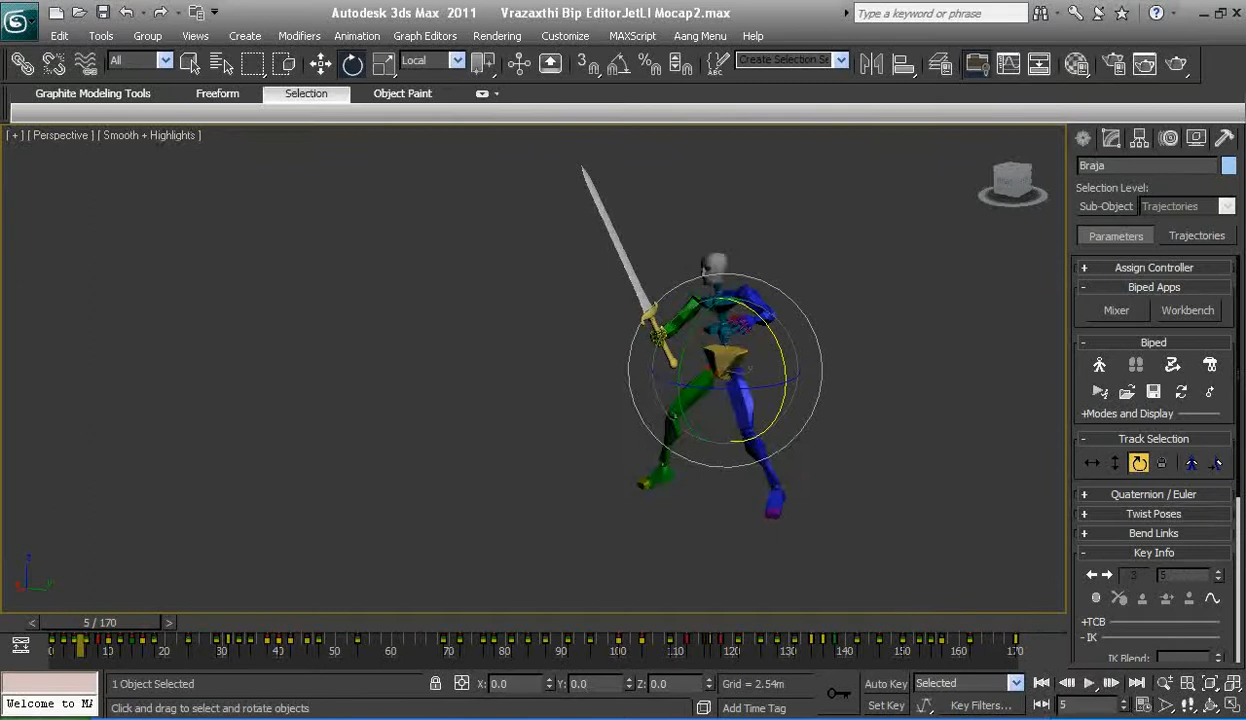 Autodesk 3ds Max 2011 Vrazaxthi Bip EditorJetLI Mocap2.max
Type a keyword or phrase
Edit Tools Group Views Create Modifiers Animation Graph Editors Rendering Customize MAXScript Aang Menu Help
All Local Create Selection Se
Graphite Modeling Tools Freeform Selection Object Paint
[ + ] [ Perspective ] [ Smooth + Highlights ]
Braja
Selection Level:
Sub-Object Trajectories
Parameters Trajectories
+ Assign Controller
- Biped Apps
Mixer Workbench
- Biped
+Modes and Display
- Track Selection
+ Quaternion / Euler
+ Twist Poses
+ Bend Links
- Key Info
3 5
+TCB
-IK
IK Blend:
< 5 / 170 >
0 10 20 30 40 50 60 70 80 90 100 110 120 130 140 150 160 170
1 Object Selected X: 0.0 Y: 0.0 Z: 0.0 Grid = 2.54m Auto Key Selected
Welcome to MA Click and drag to select and rotate objects Add Time Tag Set Key Key Filters... 5